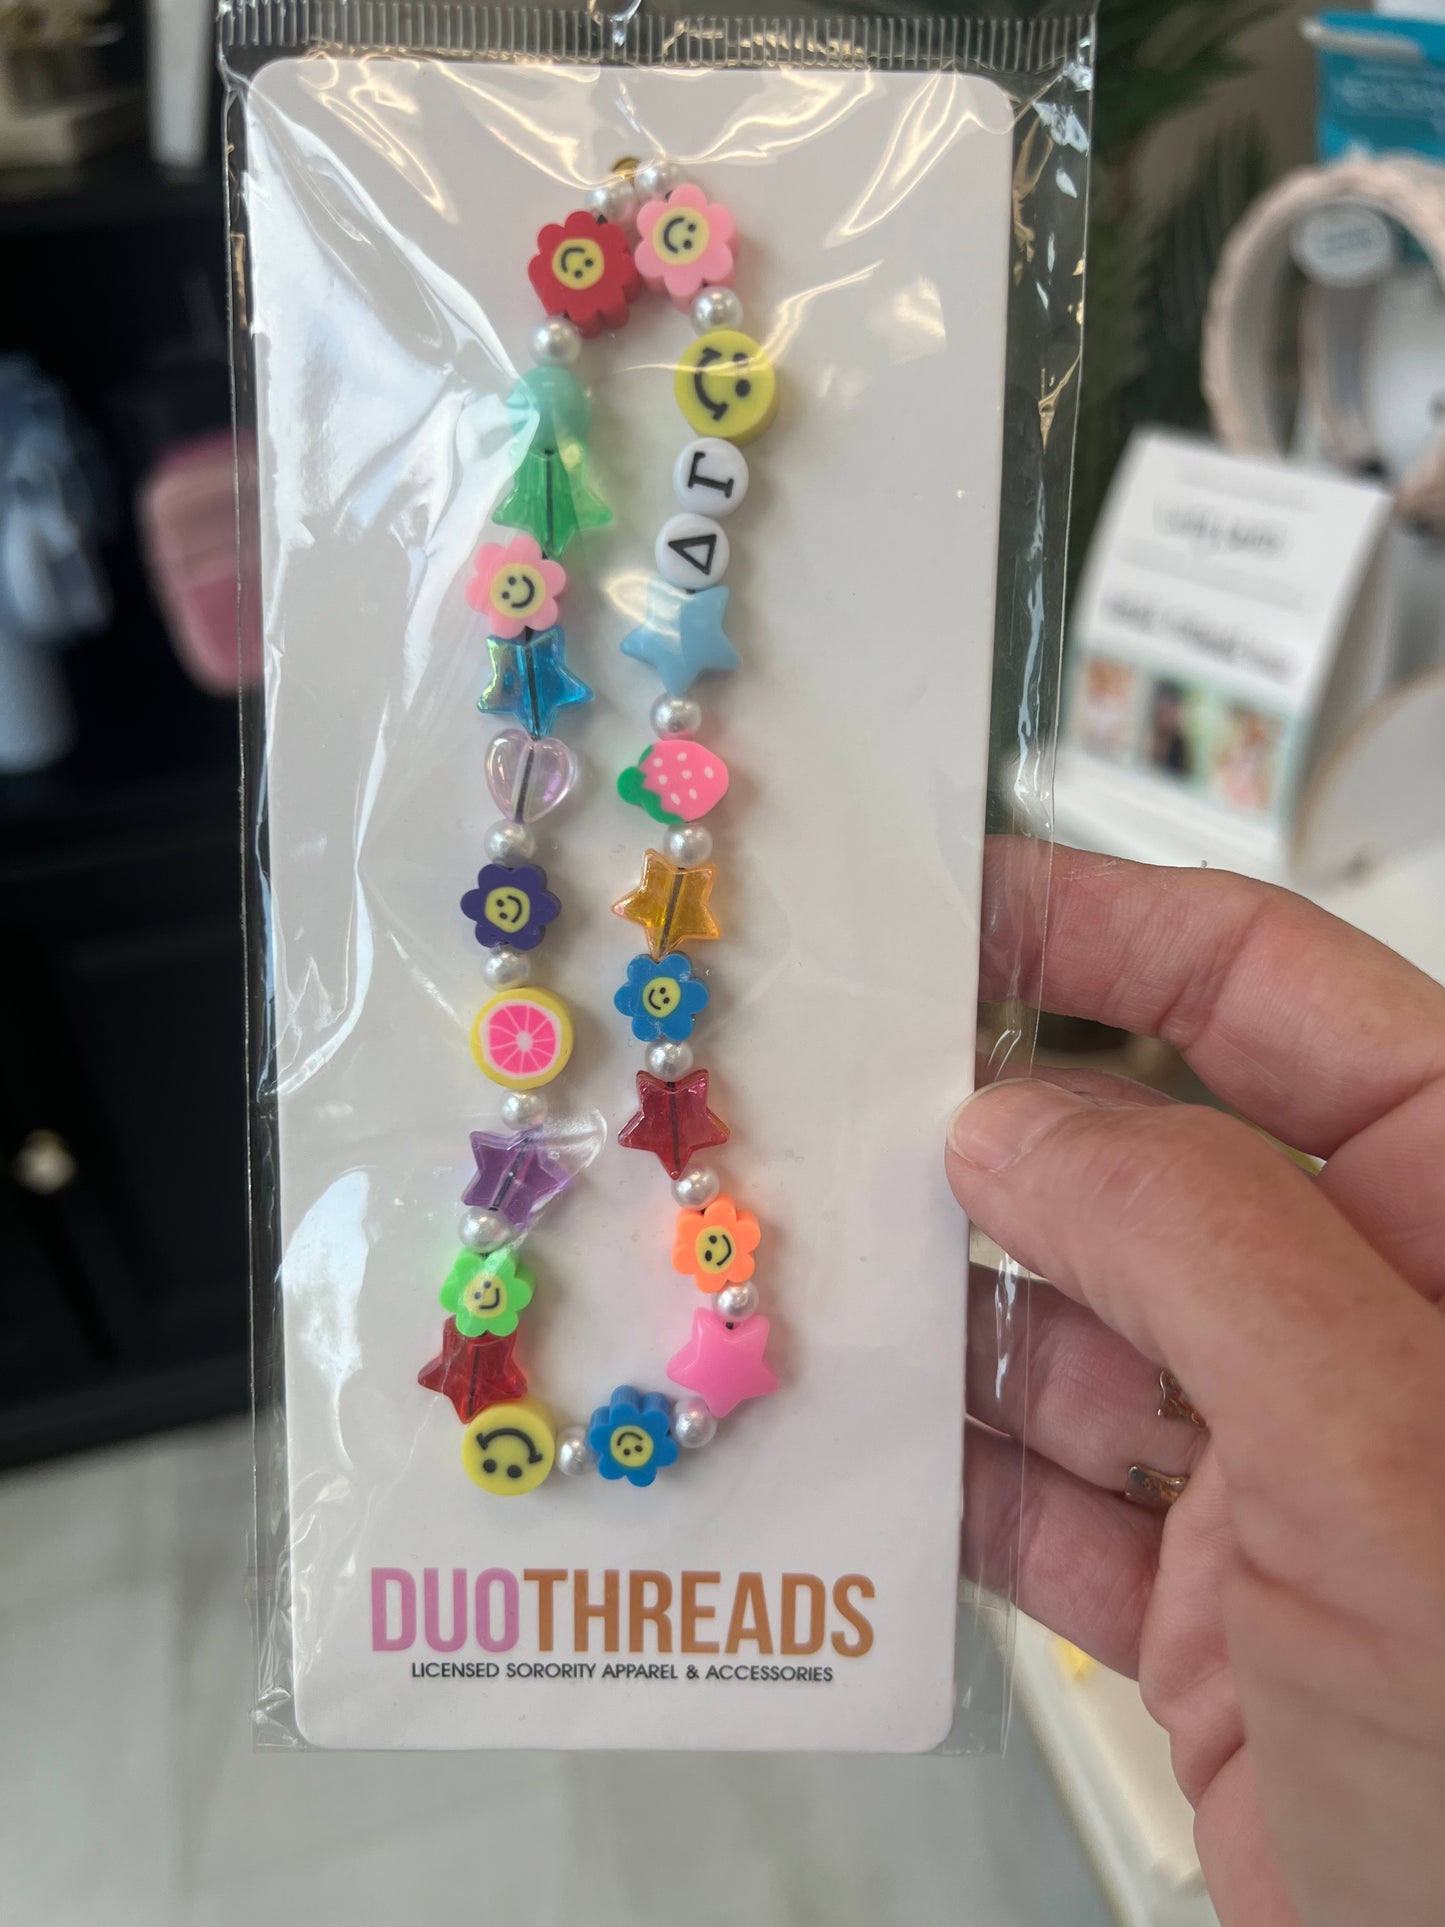 ΔΓ
DUOTHREADS
LICENSED SORORITY APPAREL & ACCESSORIES